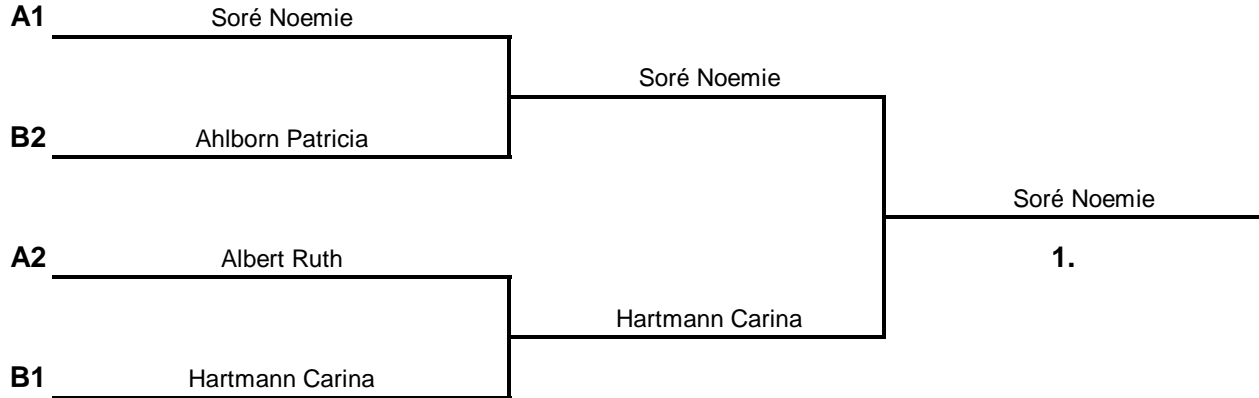 A1 Soré Noemie
Soré Noemie
B2 Ahlborn Patricia
Soré Noemie
A2 Albert Ruth
1.
Hartmann Carina
B1 Hartmann Carina